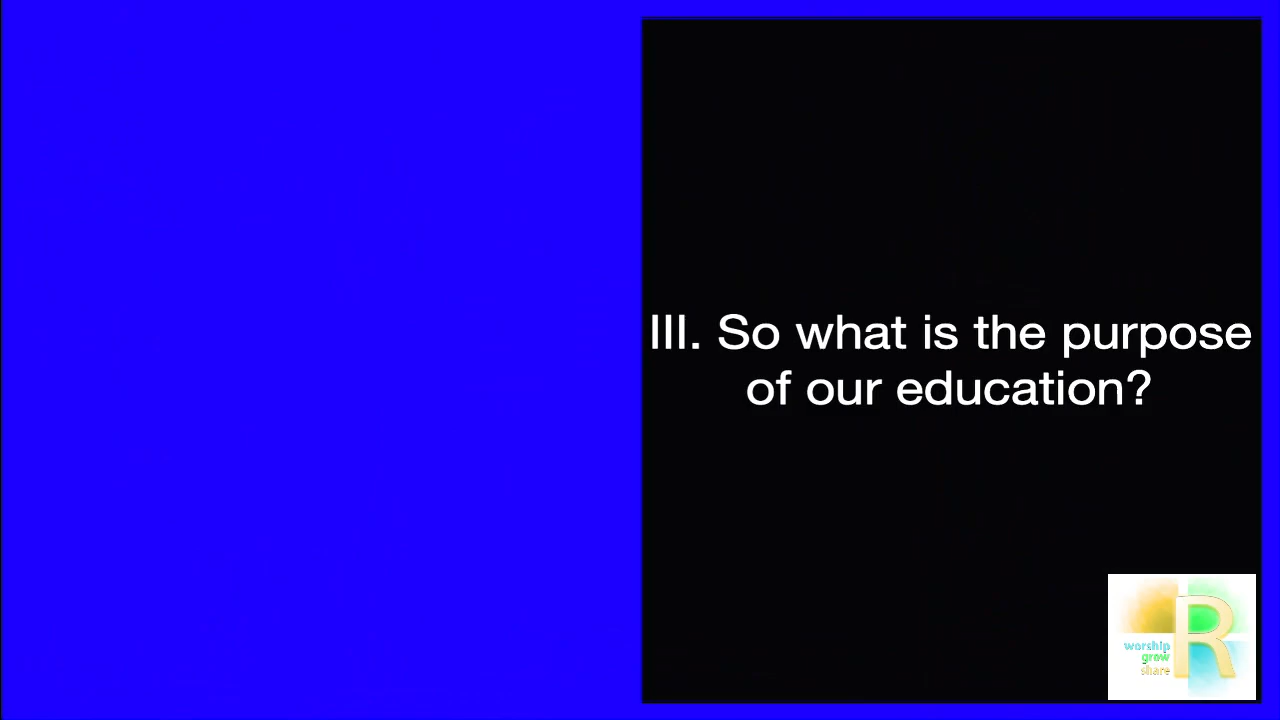 III. So what is the purpose
of our education?
worship
grow
share
R